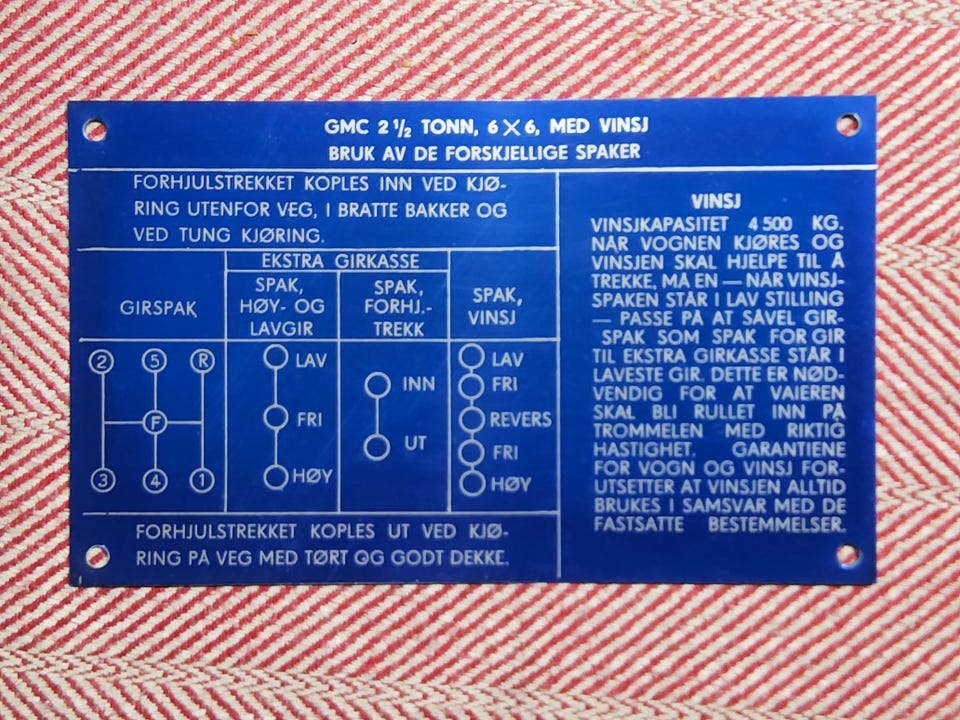 GMC 2 ½ TONN, 6 X 6, MED VINSJ
BRUK AV DE FORSKJELLIGE SPAKER
FORHJULSTREKKET KOPLES INN VED KJØ-
RING UTENFOR VEG, I BRATTE BAKKER OG
VED TUNG KJØRING.
EKSTRA GIRKASSE
GIRSPAK
SPAK,
HØY- OG
LAVGIR
SPAK,
FORHJ.-
TREKK
SPAK,
VINSJ
2 5 R
F
3 4 1
LAV
FRI
HØY
INN
UT
LAV
FRI
REVERS
FRI
HØY
FORHJULSTREKKET KOPLES UT VED KJØ-
RING PÅ VEG MED TØRT OG GODT DEKKE.
VINSJ
VINSJKAPASITET 4 500 KG.
NÅR VOGNEN KJØRES OG
VINSJEN SKAL HJELPE TIL Å
TREKKE, MÅ EN — NÅR VINSJ-
SPAKEN STÅR I LAV STILLING
— PASSE PÅ AT SÅVEL GIR-
SPAK SOM SPAK FOR GIR
TIL EKSTRA GIRKASSE STÅR I
LAVESTE GIR. DETTE ER NØD-
VENDIG FOR AT VAIEREN
SKAL BLI RULLET INN PÅ
TROMMELEN MED RIKTIG
HASTIGHET. GARANTIENE
FOR VOGN OG VINSJ FOR-
UTSETTER AT VINSJEN ALLTID
BRUKES I SAMSVAR MED DE
FASTSATTE BESTEMMELSER.